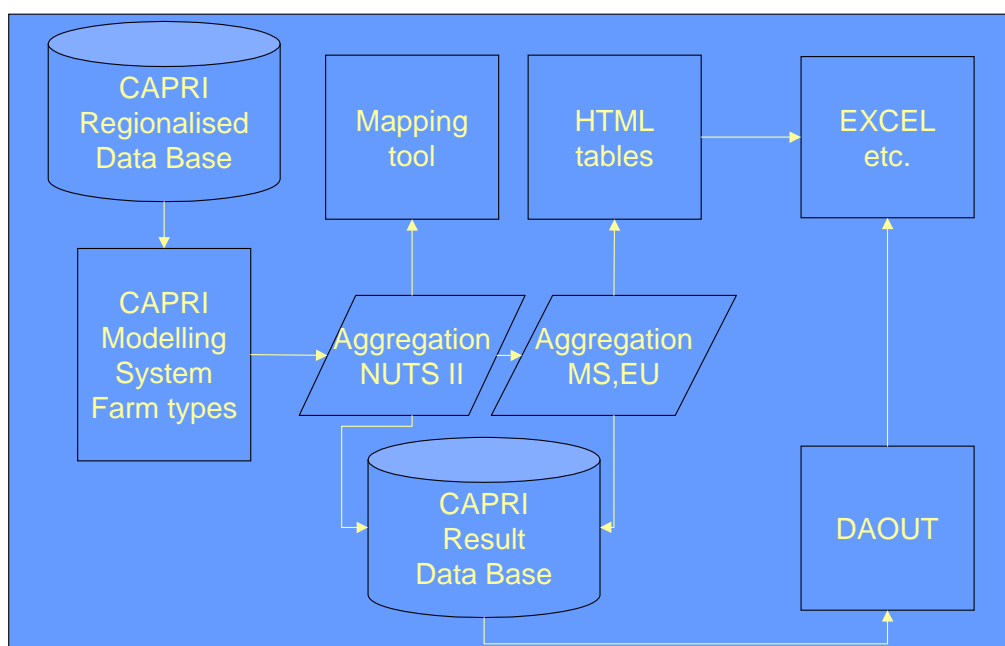 CAPRI
Regionalised
Data Base
Mapping
tool
HTML
tables
EXCEL
etc.
CAPRI
Modelling
System
Farm types
Aggregation
NUTS II
Aggregation
MS,EU
CAPRI
Result
Data Base
DAOUT